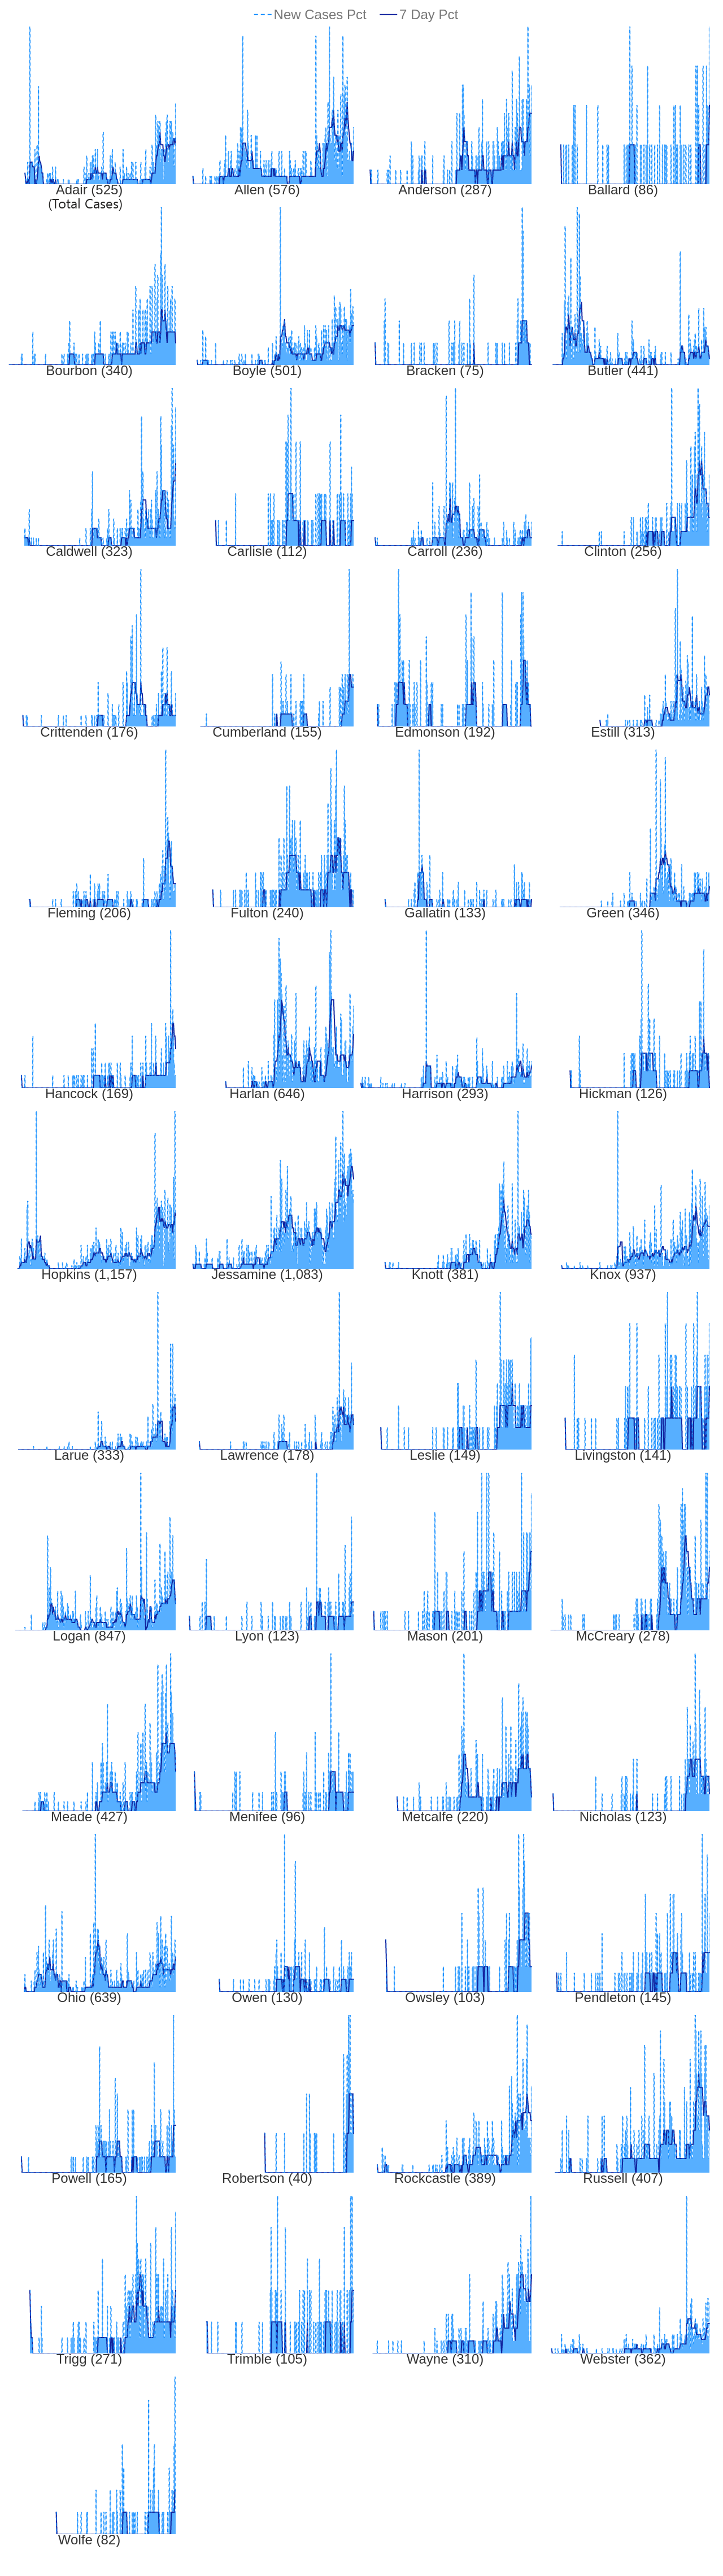 New Cases Pct 7 Day Pct
Adair (525) Allen (576) Anderson (287) Ballard (86)
(Total Cases)
Bourbon (340) Boyle (501) Bracken (75) Butler (441)
Caldwell (323) Carlisle (112) Carroll (236) Clinton (256)
Crittenden (176) Cumberland (155) Edmonson (192) Estill (313)
Fleming (206) Fulton (240) Gallatin (133) Green (346)
Hancock (169) Harlan (646) Harrison (293) Hickman (126)
Hopkins (1,157) Jessamine (1,083) Knott (381) Knox (937)
Larue (333) Lawrence (178) Leslie (149) Livingston (141)
Logan (847) Lyon (123) Mason (201) McCreary (278)
Meade (427) Menifee (96) Metcalfe (220) Nicholas (123)
Ohio (639) Owen (130) Owsley (103) Pendleton (145)
Powell (165) Robertson (40) Rockcastle (389) Russell (407)
Trigg (271) Trimble (105) Wayne (310) Webster (362)
Wolfe (82)